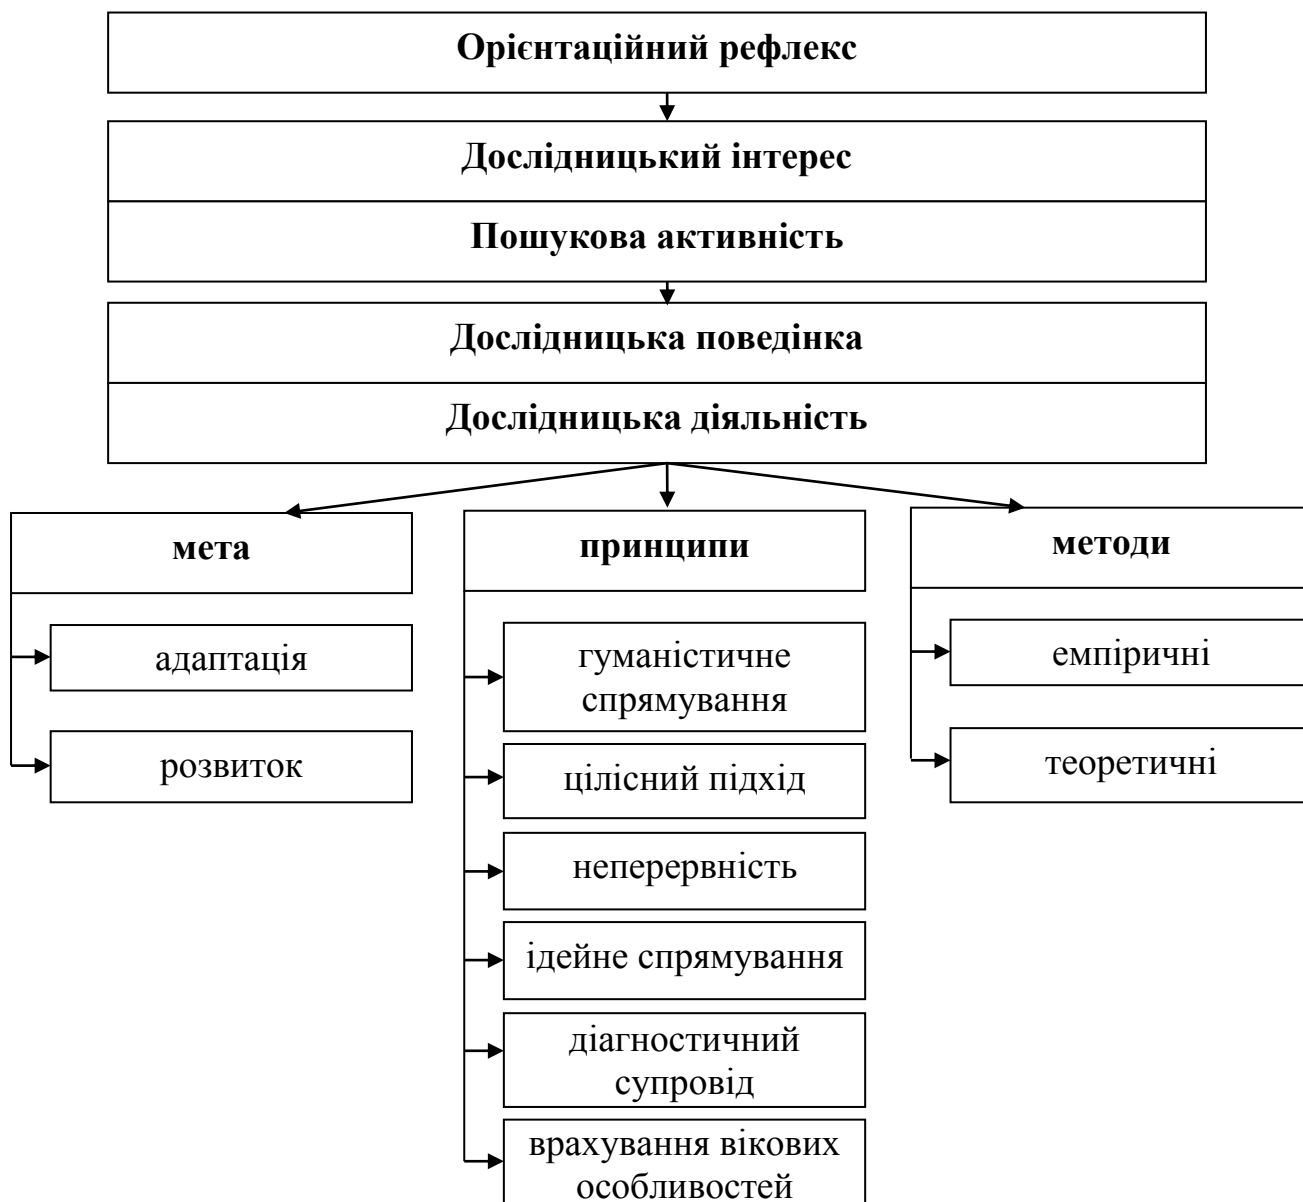 Орієнтаційний рефлекс
Дослідницький інтерес
Пошукова активність
Дослідницька поведінка
Дослідницька діяльність
мета
адаптація
розвиток
принципи
гуманістичне
спрямування
цілісний підхід
неперервність
ідейне спрямування
діагностичний
супровід
врахування вікових
особливостей
методи
емпіричні
теоретичні